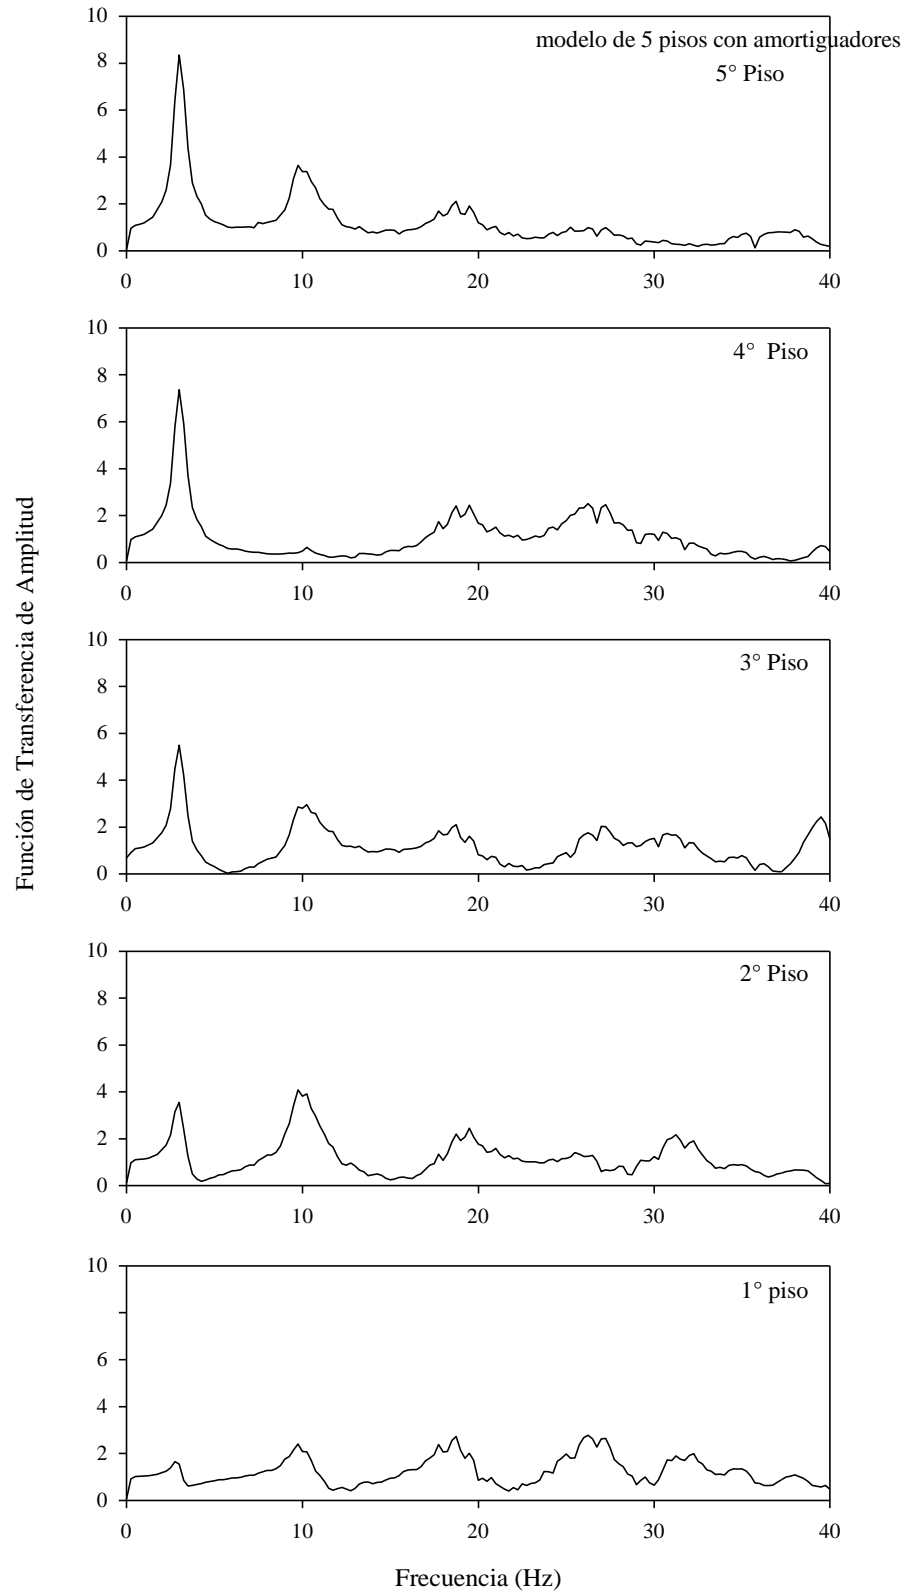 modelo de 5 pisos con amortiguadores
5° Piso
10
8
6
4
2
0
0 10 20 30 40
4° Piso
10
8
6
4
2
0
0 10 20 30 40
Función de Transferencia de Amplitud
3° Piso
10
8
6
4
2
0
0 10 20 30 40
2° Piso
10
8
6
4
2
0
0 10 20 30 40
1° piso
10
6
4
2
0
0 10 20 30 40
Frecuencia (Hz)